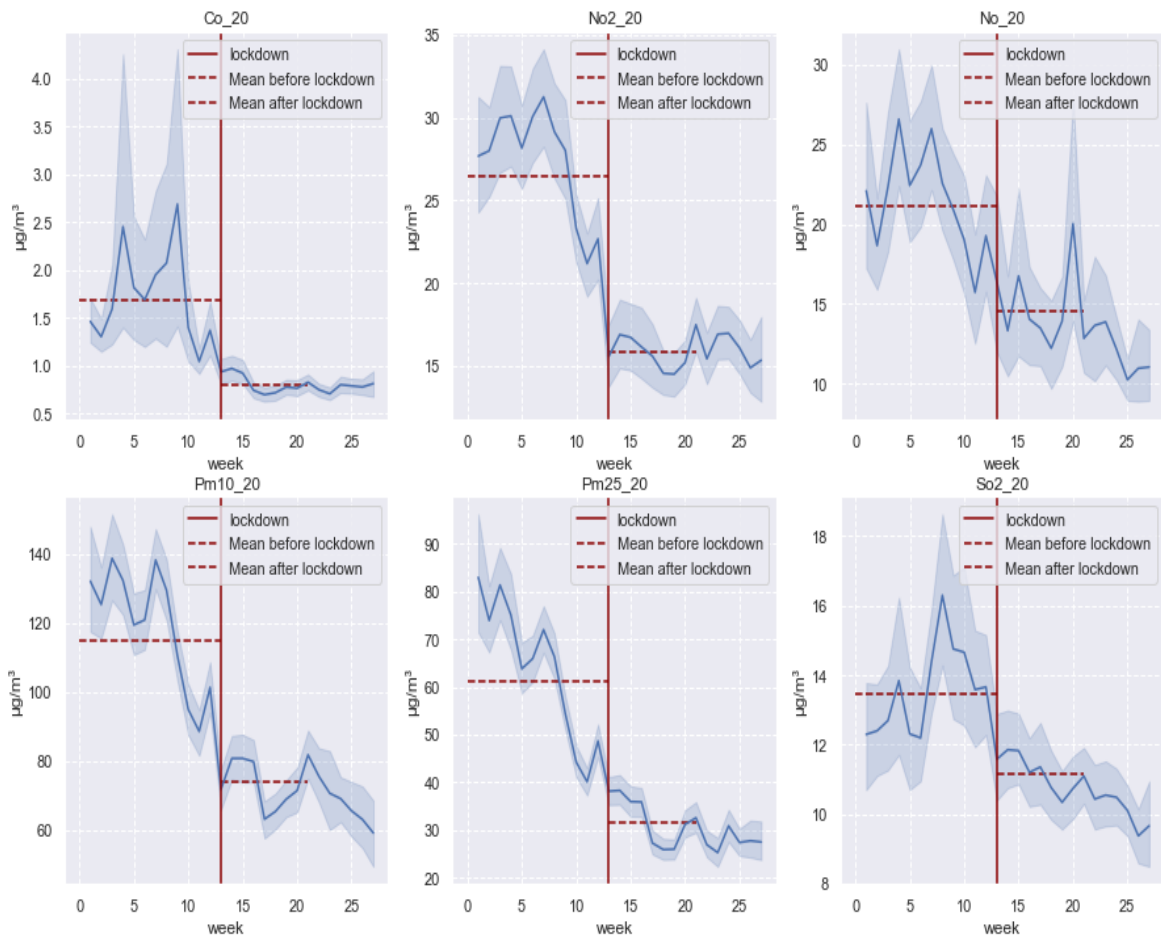 Co_20
No2_20
No_20
lockdown
Mean before lockdown
Mean after lockdown
4.0
3.5
3.0
2.5
2.0
1.5
1.0
0.5
µg/m³
0 5 10 15 20 25
week
lockdown
Mean before lockdown
Mean after lockdown
35
30
25
20
15
µg/m³
0 5 10 15 20 25
week
lockdown
Mean before lockdown
Mean after lockdown
30
25
20
15
10
µg/m³
0 5 10 15 20 25
week
Pm10_20
Pm25_20
So2_20
lockdown
Mean before lockdown
Mean after lockdown
140
120
100
80
60
µg/m³
0 5 10 15 20 25
week
lockdown
Mean before lockdown
Mean after lockdown
90
80
70
60
50
40
30
20
µg/m³
0 5 10 15 20 25
week
lockdown
Mean before lockdown
Mean after lockdown
18
16
14
12
10
8
µg/m³
0 5 10 15 20 25
week